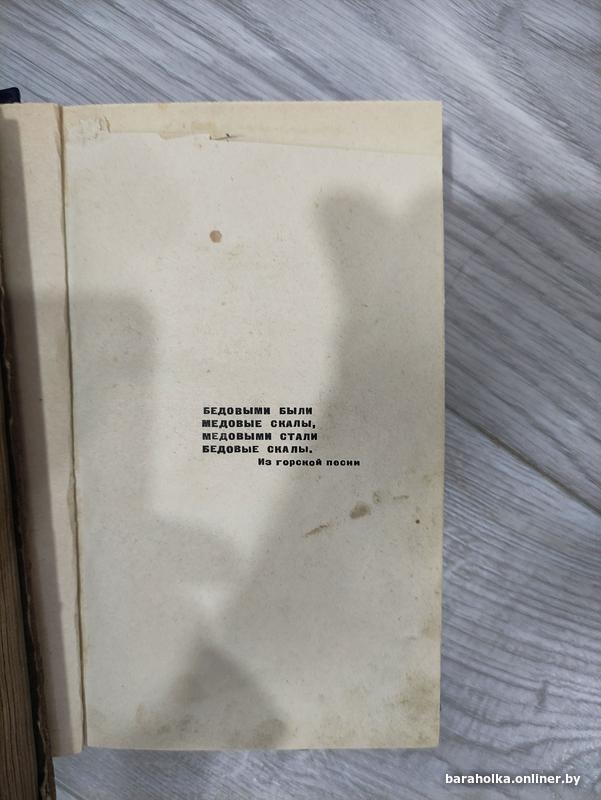 БЕДОВЫМИ БЫЛИ
МЕДОВЫЕ СКАЛЫ,
МЕДОВЫМИ СТАЛИ
БЕДОВЫЕ СКАЛЫ.
Из горской песни
baraholka.onliner.by